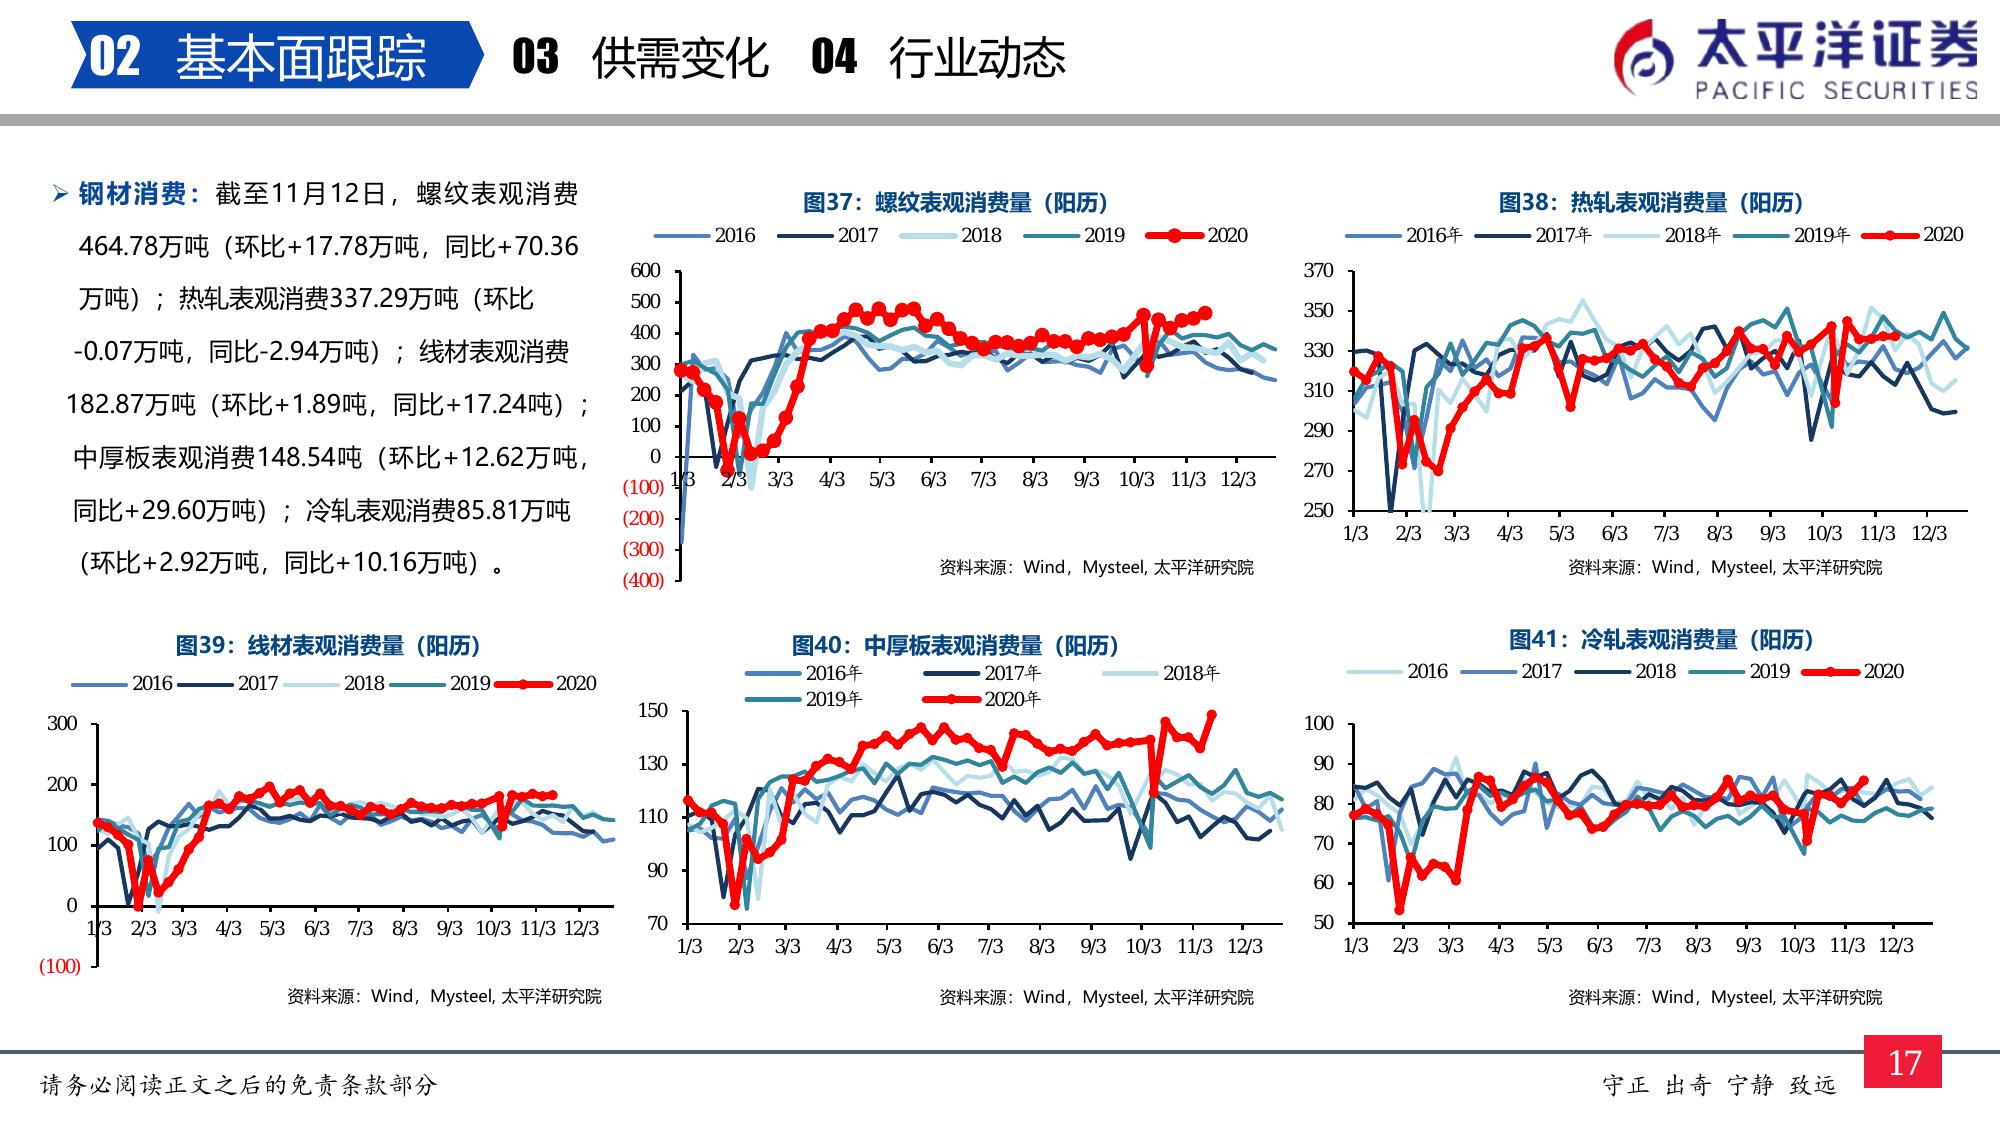 02 基本面跟踪 03 供需变化 04 行业动态
太平洋证券
PACIFIC SECURITIES
钢材消费：截至11月12日，螺纹表观消费
464.78万吨（环比+17.78万吨，同比+70.36
万吨）；热轧表观消费337.29万吨（环比
-0.07万吨，同比-2.94万吨）；线材表观消费
182.87万吨（环比+1.89吨，同比+17.24吨）；
中厚板表观消费148.54吨（环比+12.62万吨，
同比+29.60万吨）；冷轧表观消费85.81万吨
（环比+2.92万吨，同比+10.16万吨）。
图37：螺纹表观消费量（阳历）
2016 2017 2018 2019 2020
600
500
400
300
200
100
0
(100)
(200)
(300)
(400)
1/3 2/3 3/3 4/3 5/3 6/3 7/3 8/3 9/3 10/3 11/3 12/3
资料来源：Wind，Mysteel, 太平洋研究院
图38：热轧表观消费量（阳历）
2016年 2017年 2018年 2019年 2020
370
350
330
310
290
270
250
1/3 2/3 3/3 4/3 5/3 6/3 7/3 8/3 9/3 10/3 11/3 12/3
资料来源：Wind，Mysteel, 太平洋研究院
图39：线材表观消费量（阳历）
2016 2017 2018 2019 2020
300
200
100
0
(100)
1/3 2/3 3/3 4/3 5/3 6/3 7/3 8/3 9/3 10/3 11/3 12/3
资料来源：Wind，Mysteel, 太平洋研究院
图40：中厚板表观消费量（阳历）
2016年 2017年 2018年
2019年 2020年
150
130
110
90
70
1/3 2/3 3/3 4/3 5/3 6/3 7/3 8/3 9/3 10/3 11/3 12/3
资料来源：Wind，Mysteel, 太平洋研究院
图41：冷轧表观消费量（阳历）
2016 2017 2018 2019 2020
100
90
80
70
60
50
1/3 2/3 3/3 4/3 5/3 6/3 7/3 8/3 9/3 10/3 11/3 12/3
资料来源：Wind，Mysteel, 太平洋研究院
请务必阅读正文之后的免责条款部分
守正 出奇 宁静 致远
17